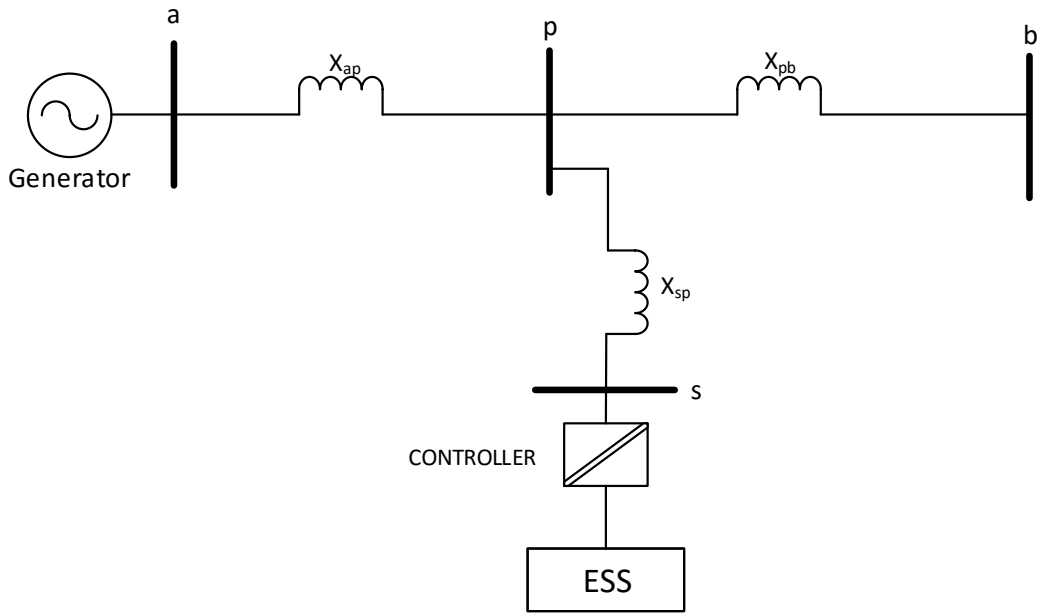 a
p
b
X_ap
X_pb
Generator
X_sp
s
CONTROLLER
ESS